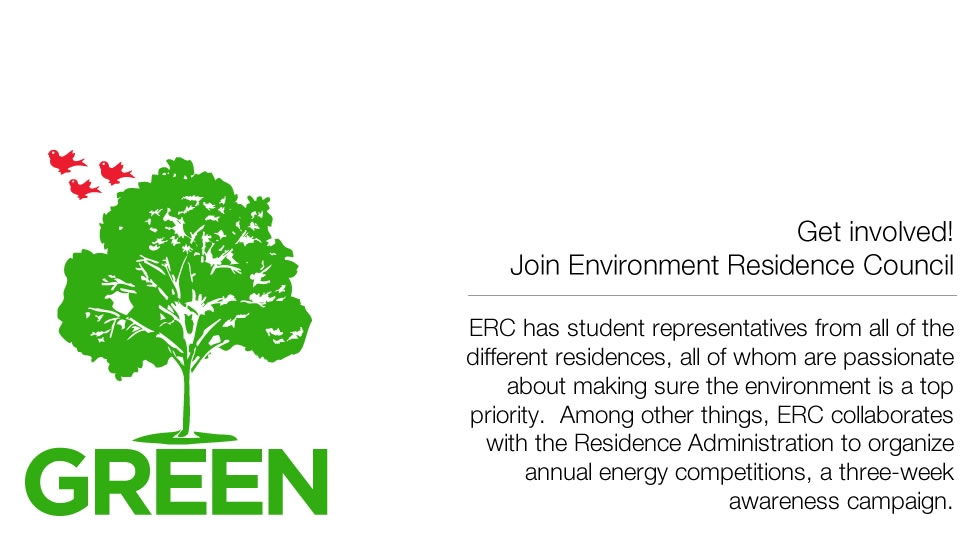 Get involved!
Join Environment Residence Council
ERC has student representatives from all of the
different residences, all of whom are passionate
about making sure the environment is a top
priority.  Among other things, ERC collaborates
with the Residence Administration to organize
annual energy competitions, a three-week
awareness campaign.
GREEN